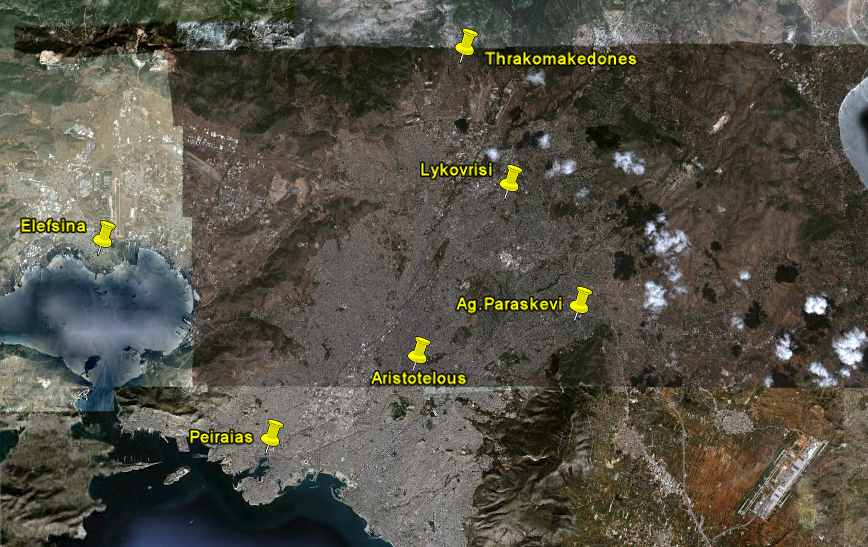 Thrakomakedones
Lykovrisi
Elefsina
Ag.Paraskevi
Aristotelous
Peiraias